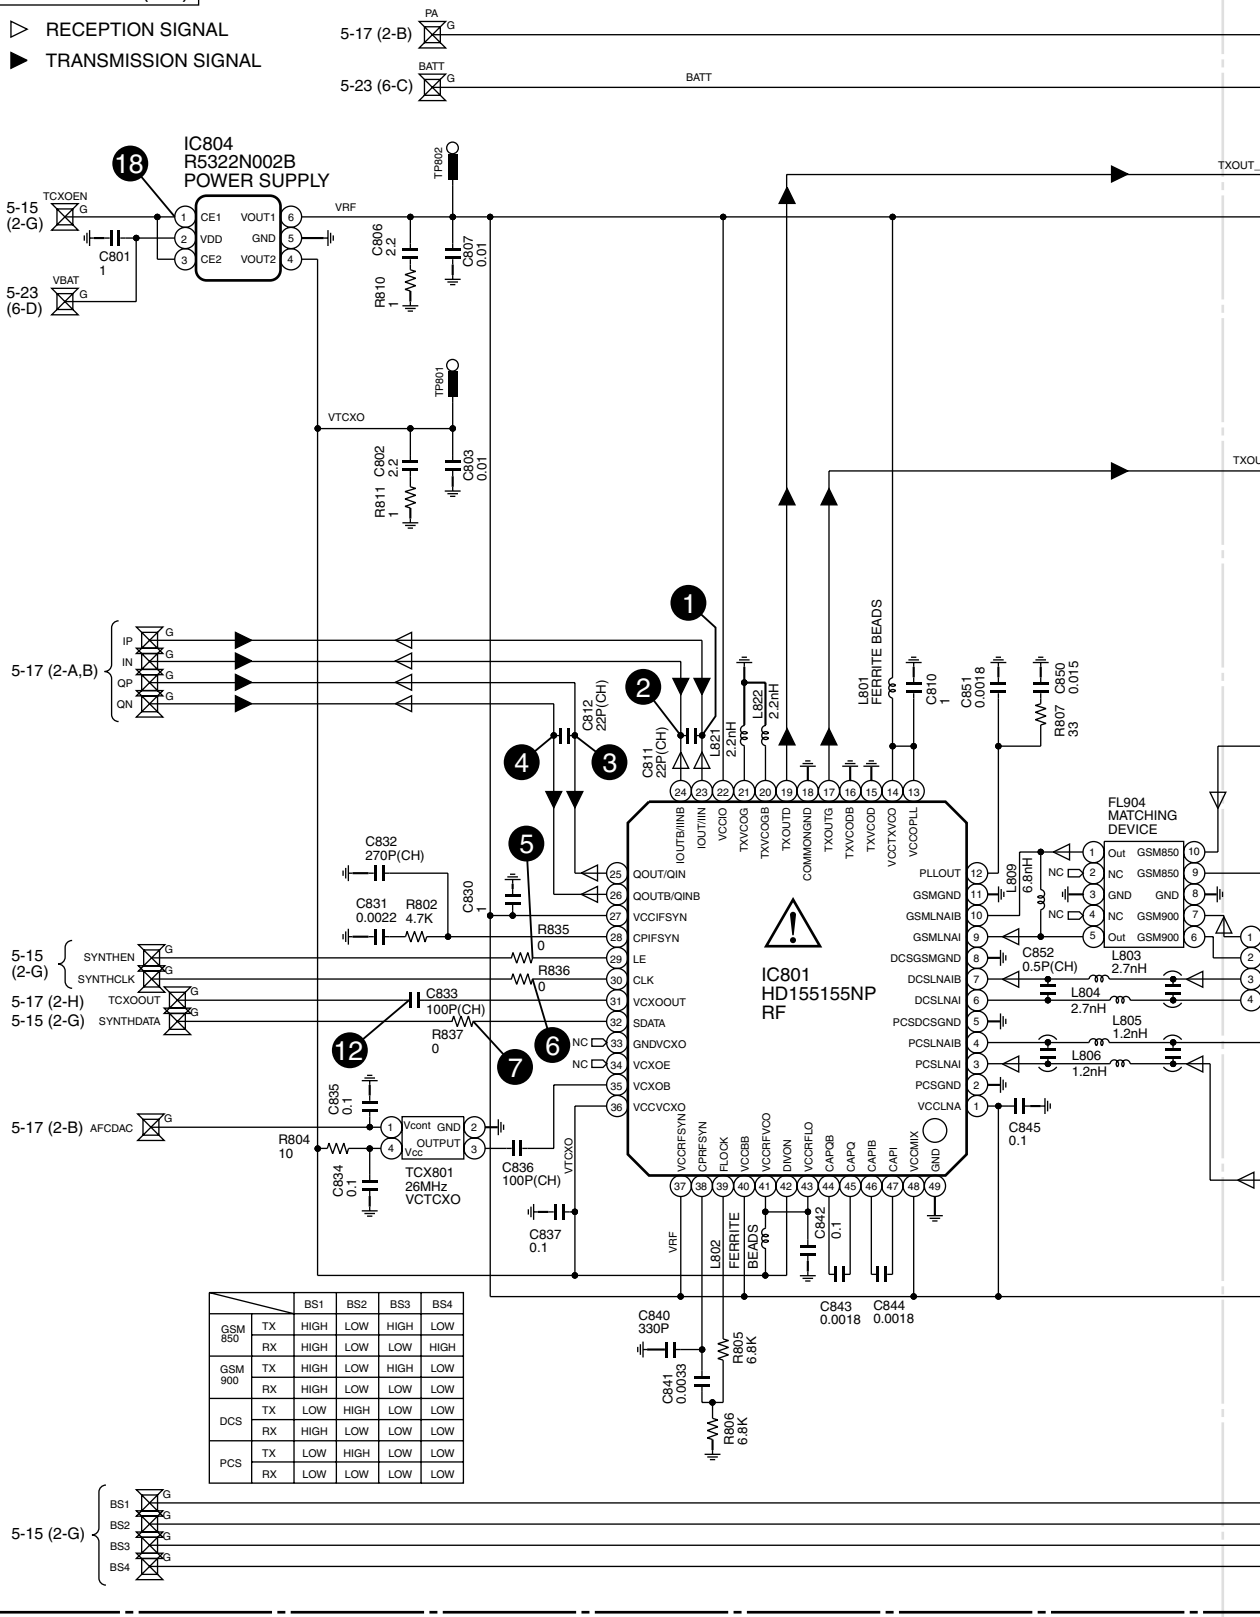 RECEPTION SIGNAL
TRANSMISSION SIGNAL
PA
5-17 (2-B)
G
BATT
5-23 (6-C)
G
BATT
18
IC804
R5322N002B
POWER SUPPLY
TCXOEN
5-15
(2-G)
G
C801
1
VBAT
5-23
(6-D)
G
1 CE1 VOUT1 6
2 VDD GND 5
3 CE2 VOUT2 4
VRF
TP802
C806
2.2
C807
0.01
R810
1
TXOUT_
TP801
VTCXO
C802
2.2
C803
0.01
R811
1
TXOU
5-17 (2-A,B)
IP G
IN G
QP G
QN G
1
2
3
4
C812
22P(CH)
C811
22P(CH)
L821
2.2nH
L822
2.2nH
L801
FERRITE BEADS
C810
1
C851
0.0018
C850
0.015
R807
33
24 23 22 21 20 19 18 17 16 15 14 13
IOUTB/IINB
IOUT/IIN
VCCIO
TXVCOG
TXVCOGB
TXOUTD
COMMONGND
TXOUTG
TXVCODB
TXVCOD
VCCTXVCO
VCCOPLL
FL904
MATCHING
DEVICE
1 Out GSM850 10
NC 2 NC GSM850 9
3 GND GND 8
NC 4 NC GSM900 7
5 Out GSM900 6
1
2
3
4
5
C832
270P(CH)
C831
0.0022
R802
4.7K
C830
1
R835
0
R836
0
25 QOUT/QIN
26 QOUTB/QINB
27 VCCIFSYN
28 CPIFSYN
29 LE
30 CLK
31 VCXOOUT
32 SDATA
NC 33 GNDVCXO
NC 34 VCXOE
35 VCXOB
36 VCCVCXO
IC801
HD155155NP
RF
PLLOUT 12
GSMGND 11
GSMLNAIB 10
GSMLNAI 9
DCSGSMGND 8
DCSLNAIB 7
DCSLNAI 6
PCSDCSGND 5
PCSLNAIB 4
PCSLNAI 3
PCSGND 2
VCCLNA 1
L809
6.8nH
C852
0.5P(CH)
L803
2.7nH
L804
2.7nH
L805
1.2nH
L806
1.2nH
C845
0.1
5-15
(2-G)
SYNTHEN G
SYNTHCLK G
5-17 (2-H) TCXOOUT G
5-15 (2-G) SYNTHDATA G
C833
100P(CH)
R837
0
12
7
6
5-17 (2-B) AFCDAC G
C835
0.1
R804
10
C834
0.1
1 Vcont GND 2
4 Vcc OUTPUT 3
TCX801
26MHz
VCTCXO
C836
100P(CH)
VTCXO
C837
0.1
VCCRFSYN
CPRFSYN
FLOCK
VCCBB
VCCRFVCO
DIVON
VCCRFLO
CAPQB
CAPQ
CAPIB
CAPI
VCCMIX
GND
37 38 39 40 41 42 43 44 45 46 47 48 49
VRF
L802
FERRITE
BEADS
C842
0.1
C843
0.0018
C844
0.0018
C840
330P
C841
0.0033
R805
6.8K
R806
6.8K
BS1 BS2 BS3 BS4
GSM 850 TX HIGH LOW HIGH LOW
RX HIGH LOW LOW HIGH
GSM 900 TX HIGH LOW HIGH LOW
RX HIGH LOW LOW LOW
DCS TX LOW HIGH LOW LOW
RX HIGH LOW LOW LOW
PCS TX LOW HIGH LOW LOW
RX LOW LOW LOW LOW
5-15 (2-G)
BS1 G
BS2 G
BS3 G
BS4 G